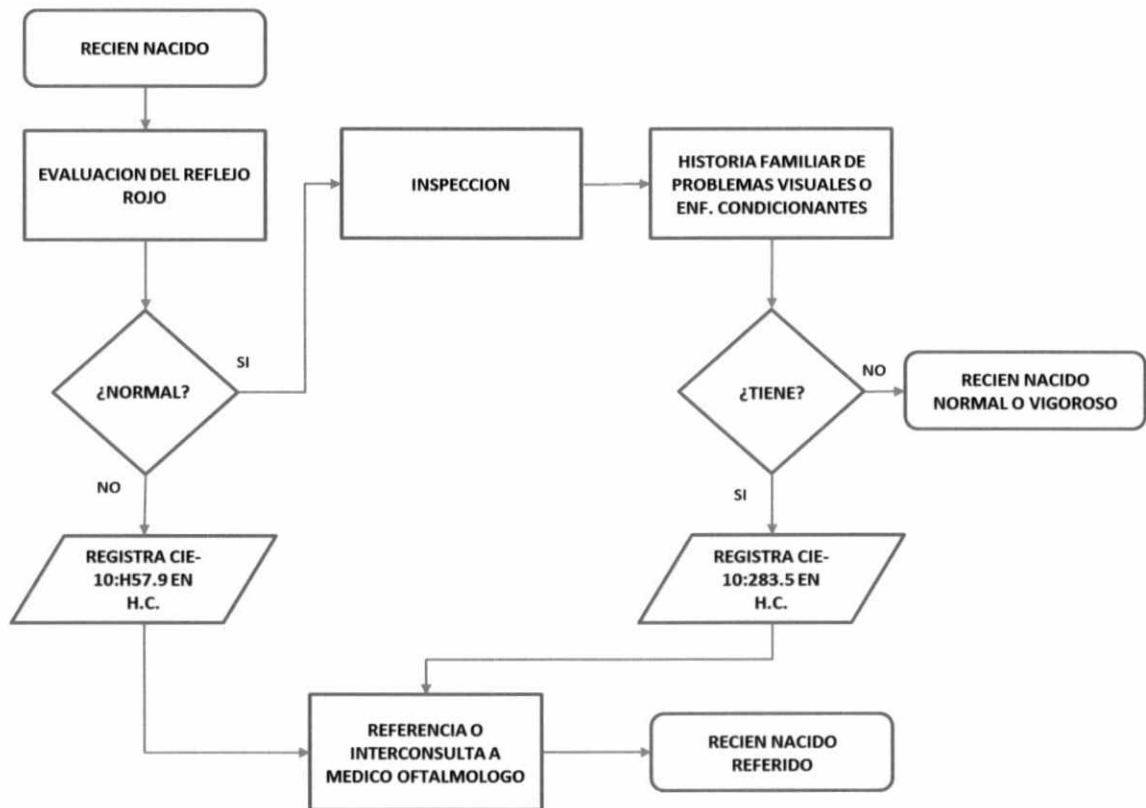 RECIEN NACIDO
EVALUACION DEL REFLEJO
ROJO
INSPECCION
HISTORIA FAMILIAR DE
PROBLEMAS VISUALES O
ENF. CONDICIONANTES
¿NORMAL?
SI
NO
¿TIENE?
NO
RECIEN NACIDO
NORMAL O VIGOROSO
SI
REGISTRA CIE-
10:H57.9 EN
H.C.
REGISTRA CIE-
10:283.5 EN
H.C.
REFERENCIA O
INTERCONSULTA A
MEDICO OFTALMOLOGO
RECIEN NACIDO
REFERIDO